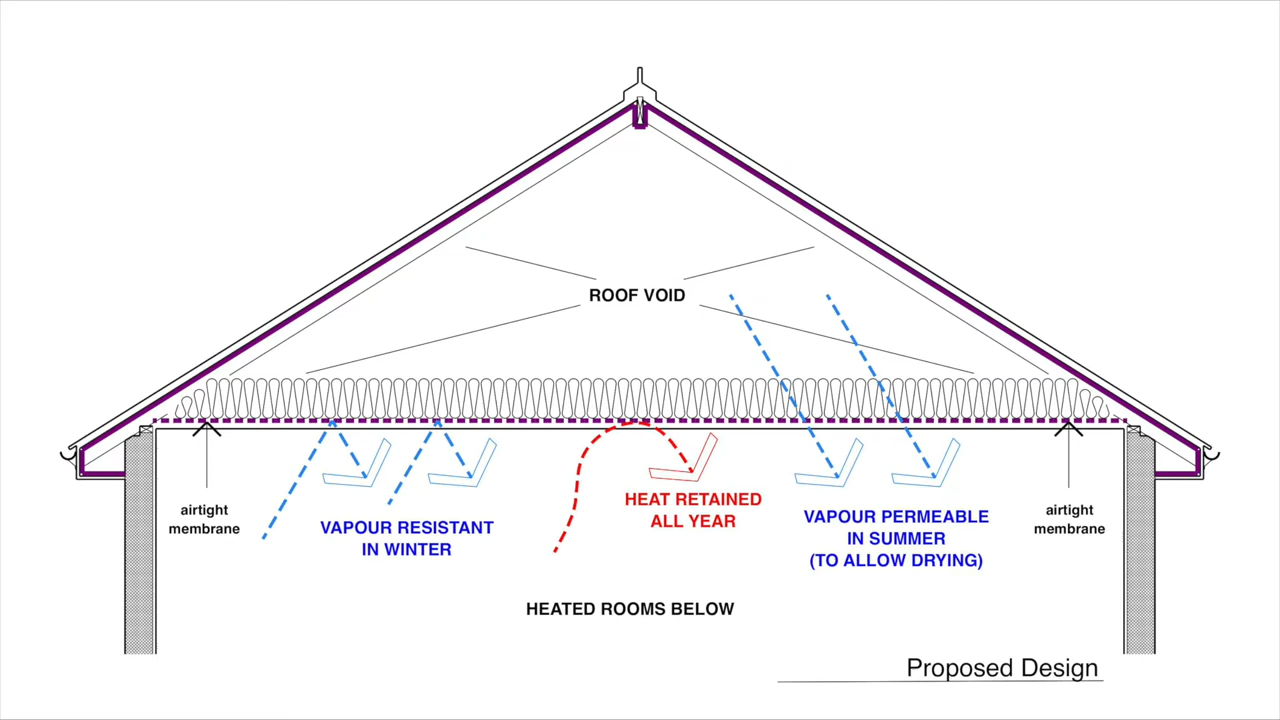 ROOF VOID
airtight
membrane
VAPOUR RESISTANT
IN WINTER
HEAT RETAINED
ALL YEAR
VAPOUR PERMEABLE
IN SUMMER
(TO ALLOW DRYING)
airtight
membrane
HEATED ROOMS BELOW
Proposed Design